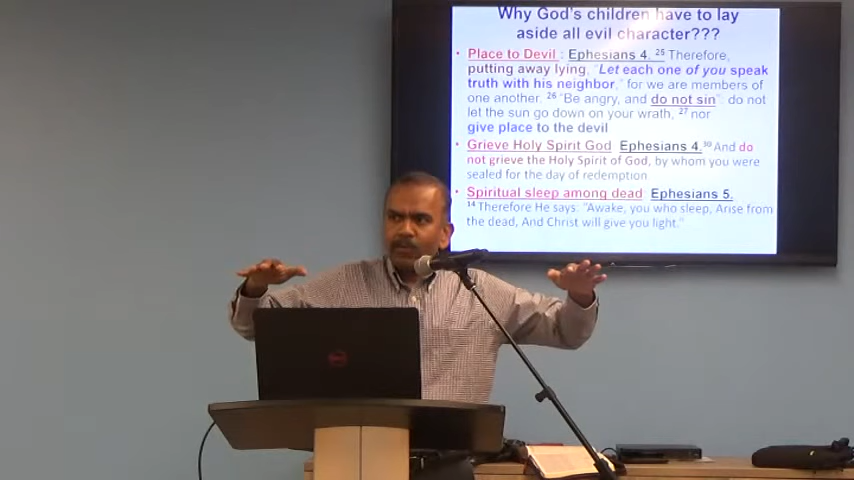 Why God's children have to lay
aside all evil character???
• Place to Devil : Ephesians 4. 25 Therefore,
putting away lying, "Let each one of you speak
truth with his neighbor," for we are members of
one another. 26 "Be angry, and do not sin": do not
let the sun go down on your wrath, 27 nor
give place to the devil
• Grieve Holy Spirit God Ephesians 4.30 And do
not grieve the Holy Spirit of God, by whom you were
sealed for the day of redemption
• Spiritual sleep among dead Ephesians 5.
14 Therefore He says: "Awake, you who sleep, Arise from
the dead, And Christ will give you light."
DELL